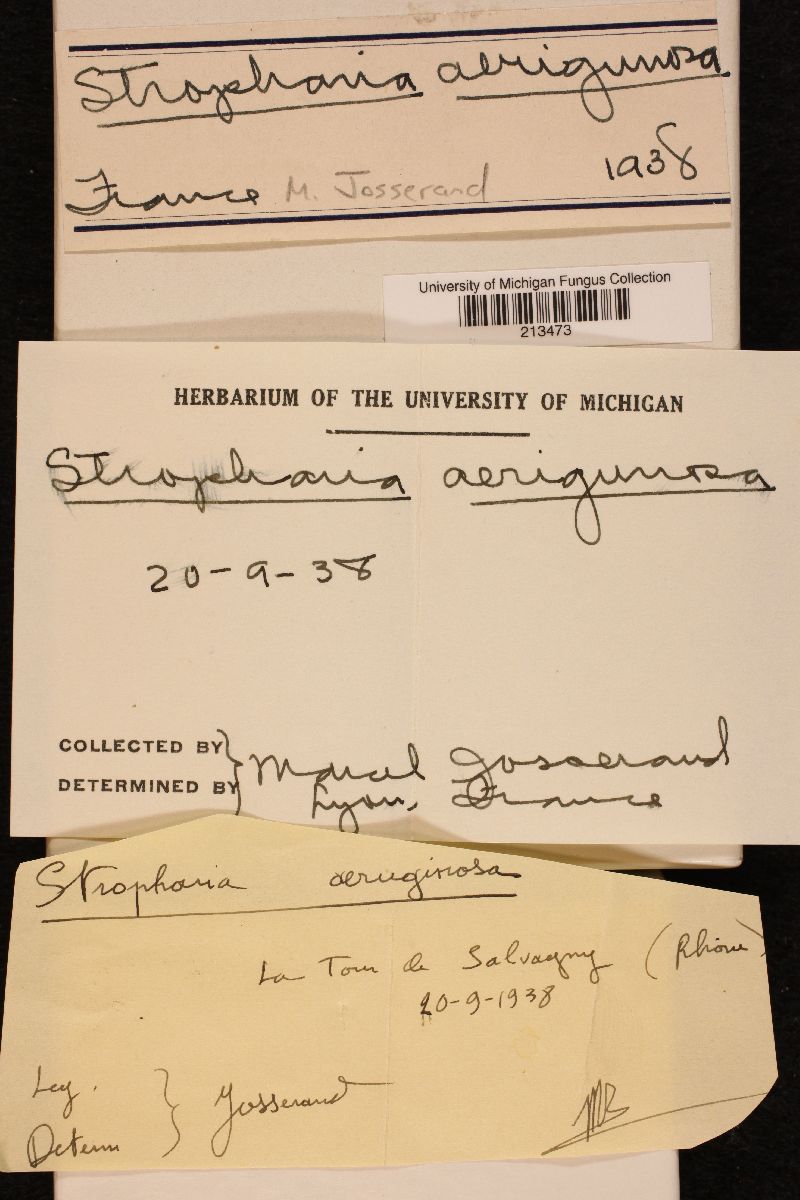 Stropharia aerigunosa
France M. Josserand 1938
University of Michigan Fungus Collection
213473
HERBARIUM OF THE UNIVERSITY OF MICHIGAN
Stropharia aerigunosa
20-9-38
COLLECTED BY } Marcel Josserand
DETERMINED BY Lyon, France
Stropharia aeruginosa
La Tour de Salvagny (Rhône)
20-9-1938
Leg. } Josserand
Determ